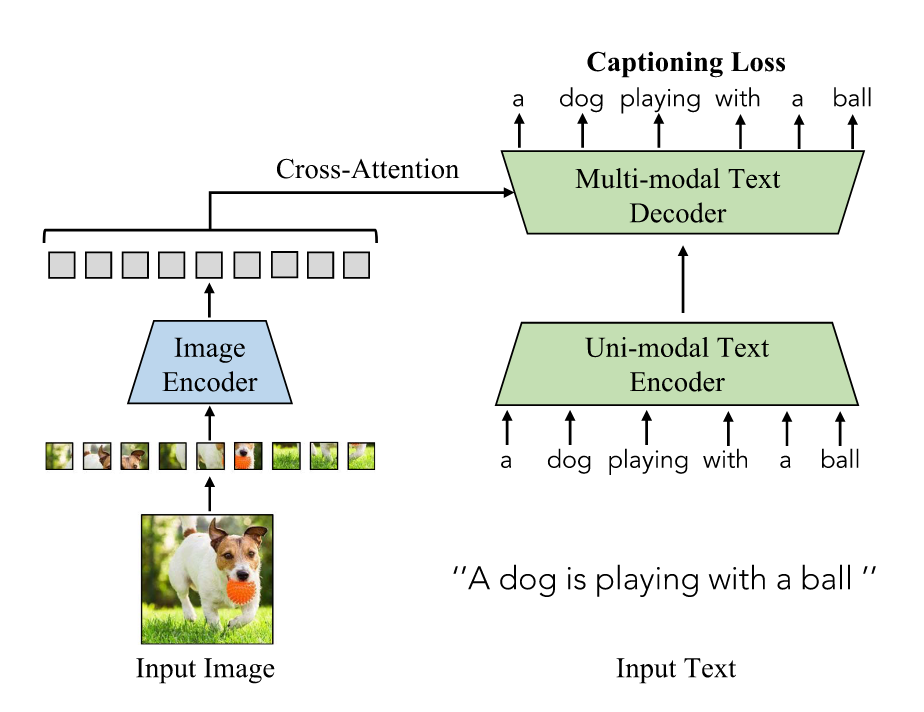 Captioning Loss
a dog playing with a ball
Cross-Attention
Multi-modal Text
Decoder
Image
Encoder
Uni-modal Text
Encoder
a dog playing with a ball
"A dog is playing with a ball "
Input Image
Input Text